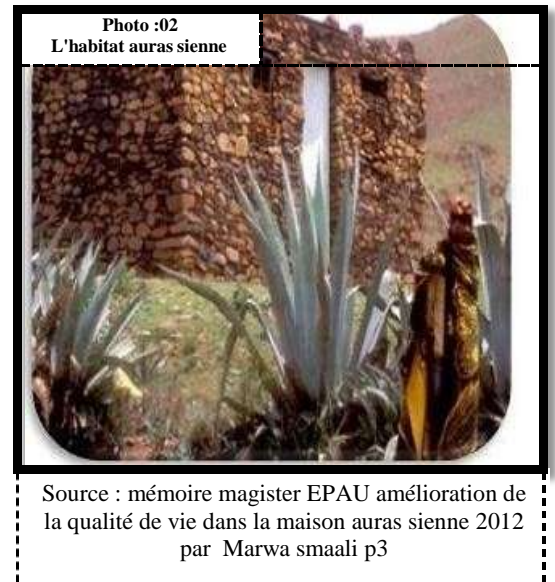 Photo :02
L'habitat auras sienne
Source : mémoire magister EPAU amélioration de
la qualité de vie dans la maison auras sienne 2012
par Marwa smaali p3